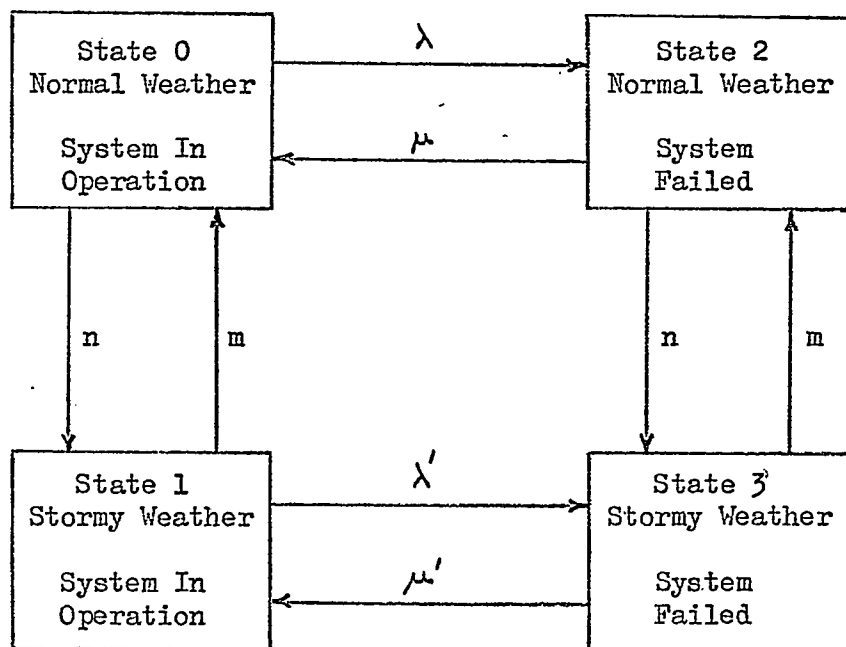 State 0
Normal Weather
System In
Operation
λ
μ
State 2
Normal Weather
System
Failed
n
m
n
m
State 1
Stormy Weather
System In
Operation
λ'
μ'
State 3
Stormy Weather
System
Failed